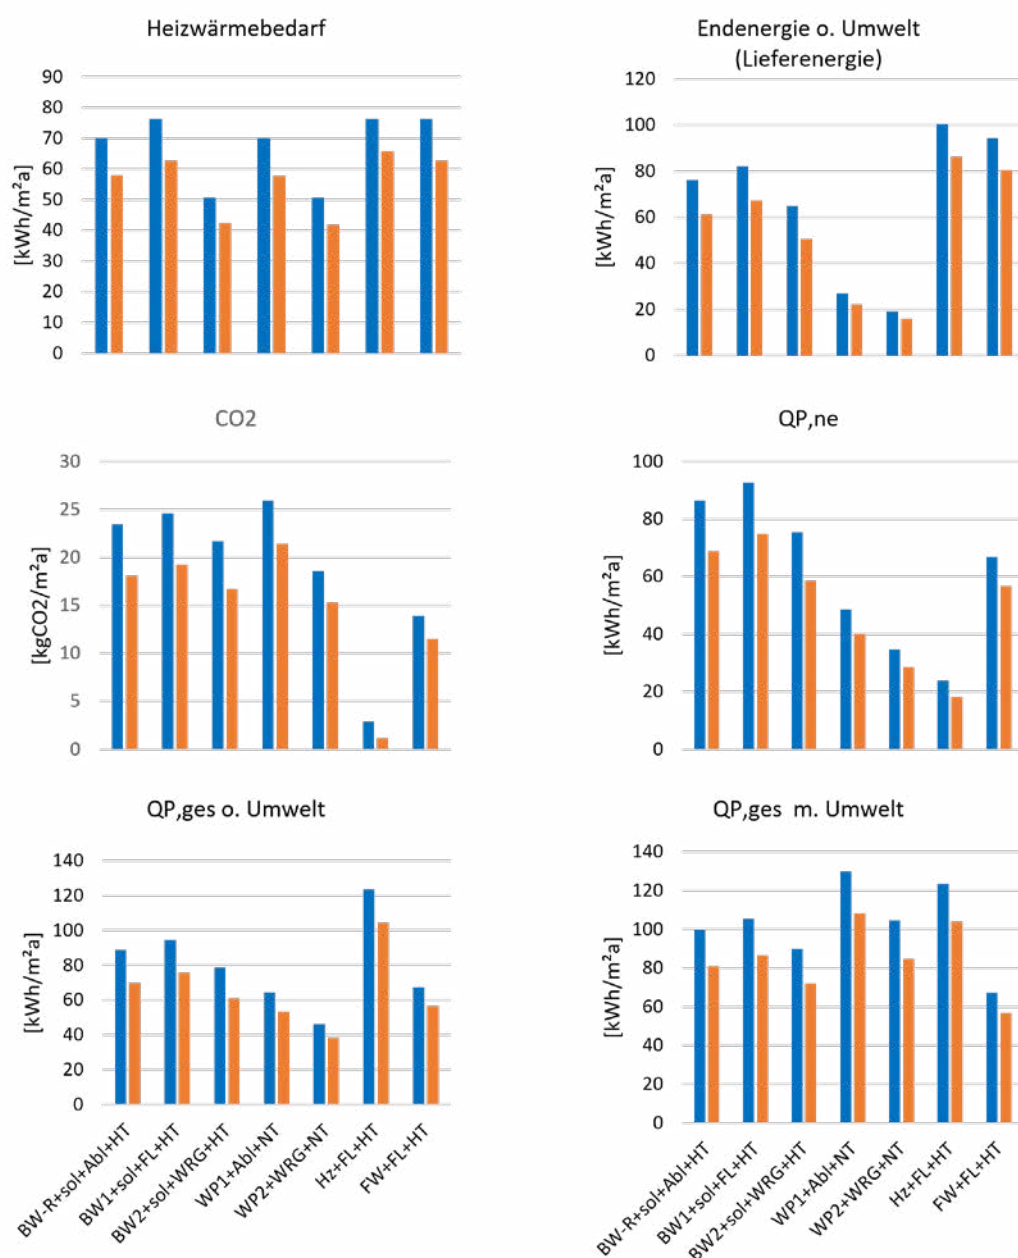 Heizwärmebedarf
90
80
70
60
50
40
30
20
10
0
[kWh/m²a]
Endenergie o. Umwelt
(Lieferenergie)
120
100
80
60
40
20
0
[kWh/m²a]
CO2
30
25
20
15
10
5
0
[kgCO2/m²a]
QP,ne
100
80
60
40
20
0
[kWh/m²a]
QP,ges o. Umwelt
140
120
100
80
60
40
20
0
[kWh/m²a]
BW-R+sol+Abl+HT
BW1+sol+FL+HT
BW2+sol+WRG+HT
WP1+Abl+NT
WP2+WRG+NT
Hz+FL+HT
FW+FL+HT
QP,ges m. Umwelt
140
120
100
80
60
40
20
0
[kWh/m²a]
BW-R+sol+Abl+HT
BW1+sol+FL+HT
BW2+sol+WRG+HT
WP1+Abl+NT
WP2+WRG+NT
Hz+FL+HT
FW+FL+HT